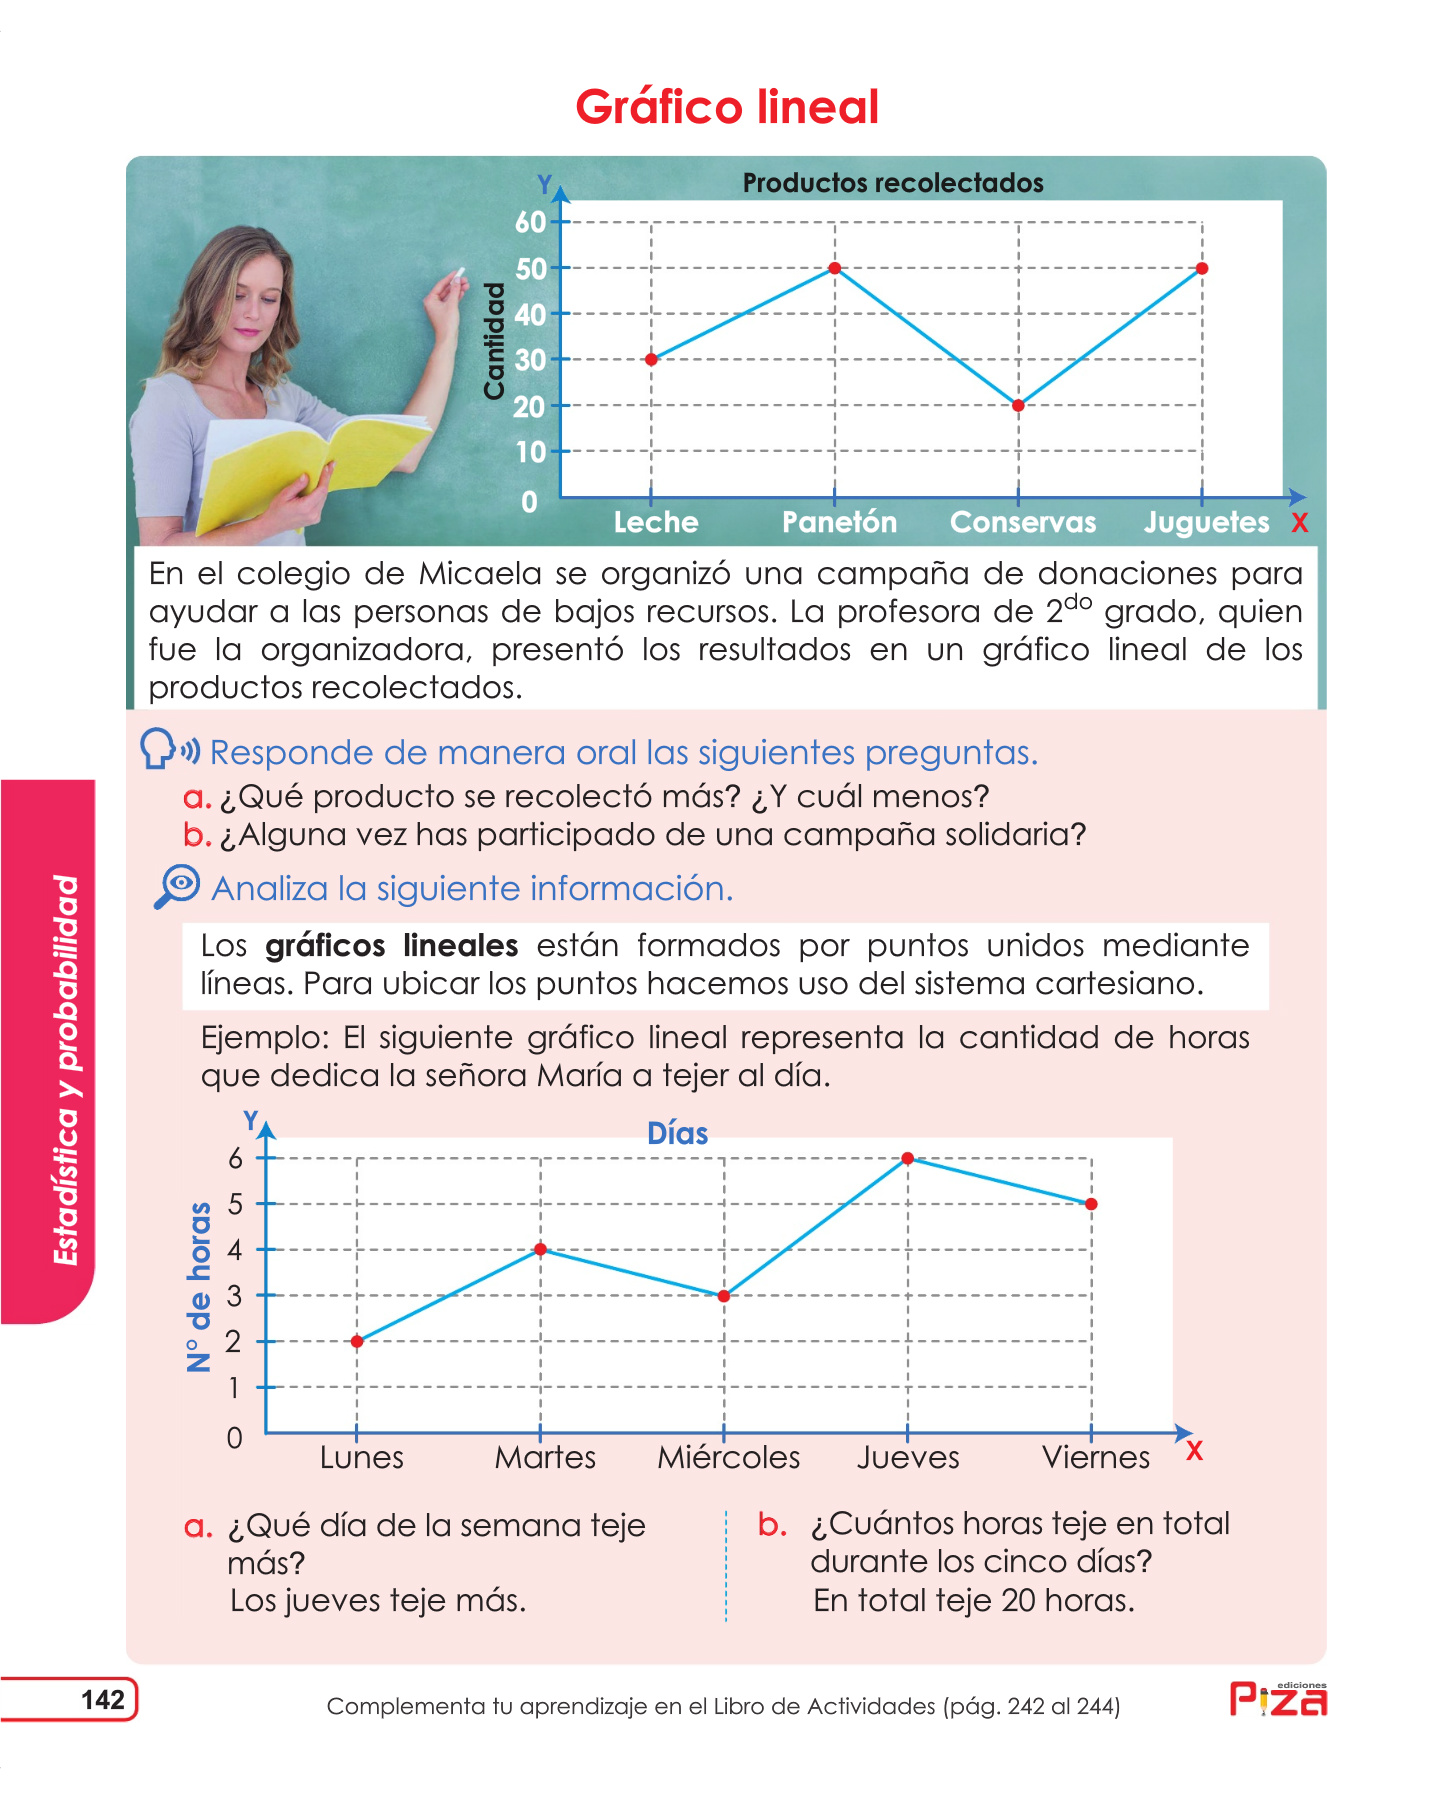 Gráfico lineal
Productos recolectados
Y
Cantidad
60
50
40
30
20
10
0
Leche Panetón Conservas Juguetes X
En el colegio de Micaela se organizó una campaña de donaciones para
ayudar a las personas de bajos recursos. La profesora de 2do grado, quien
fue la organizadora, presentó los resultados en un gráfico lineal de los
productos recolectados.
Responde de manera oral las siguientes preguntas.
a. ¿Qué producto se recolectó más? ¿Y cuál menos?
b. ¿Alguna vez has participado de una campaña solidaria?
Analiza la siguiente información.
Los gráficos lineales están formados por puntos unidos mediante
líneas. Para ubicar los puntos hacemos uso del sistema cartesiano.
Ejemplo: El siguiente gráfico lineal representa la cantidad de horas
que dedica la señora María a tejer al día.
Y
Días
N° de horas
6
5
4
3
2
1
0
Lunes Martes Miércoles Jueves Viernes X
a. ¿Qué día de la semana teje
más?
Los jueves teje más.
b. ¿Cuántos horas teje en total
durante los cinco días?
En total teje 20 horas.
Estadística y probabilidad
142
Complementa tu aprendizaje en el Libro de Actividades (pág. 242 al 244)
ediciones
Piza